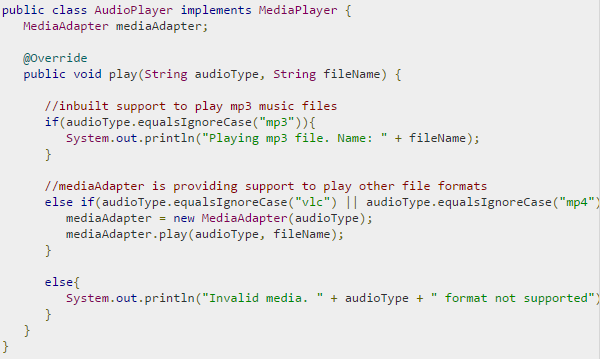 public class AudioPlayer implements MediaPlayer {
   MediaAdapter mediaAdapter;

   @Override
   public void play(String audioType, String fileName) {

      //inbuilt support to play mp3 music files
      if(audioType.equalsIgnoreCase("mp3")){
         System.out.println("Playing mp3 file. Name: " + fileName);
      }

      //mediaAdapter is providing support to play other file formats
      else if(audioType.equalsIgnoreCase("vlc") || audioType.equalsIgnoreCase("mp4")
         mediaAdapter = new MediaAdapter(audioType);
         mediaAdapter.play(audioType, fileName);
      }

      else{
         System.out.println("Invalid media. " + audioType + " format not supported")
      }
   }
}